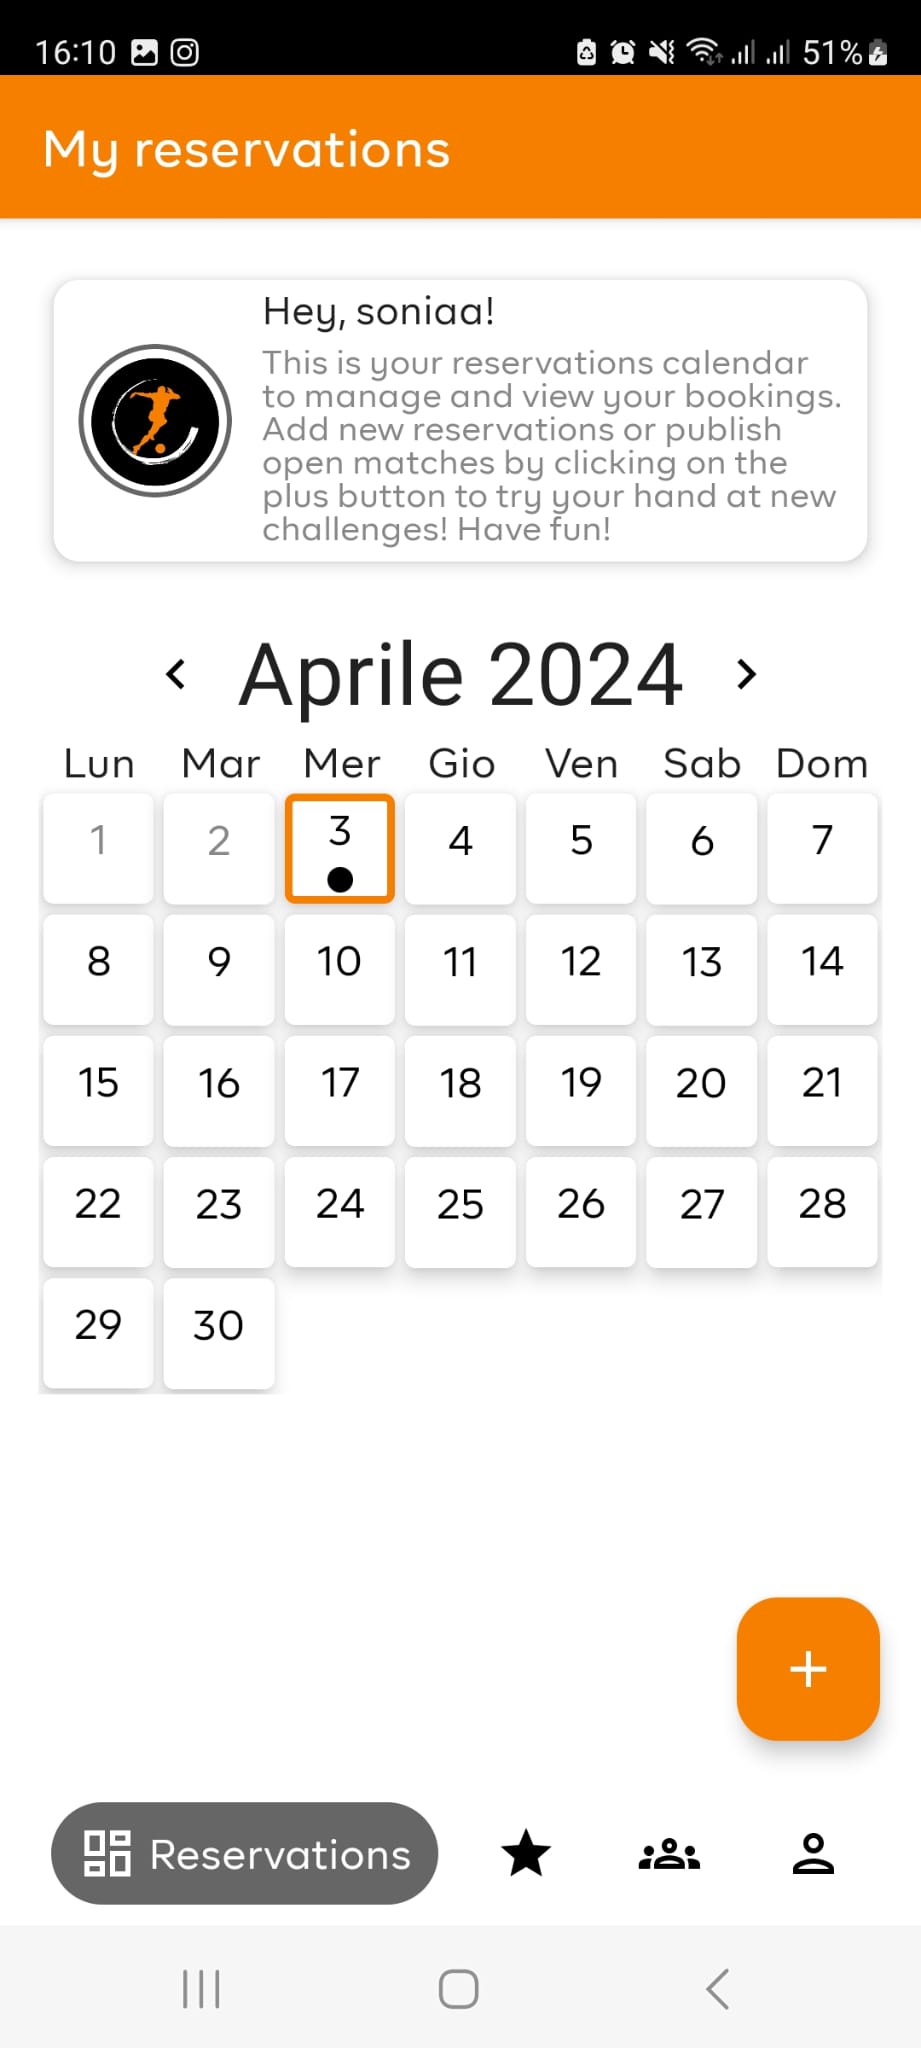 16:10
51%
My reservations
Hey, soniaa!
This is your reservations calendar
to manage and view your bookings.
Add new reservations or publish
open matches by clicking on the
plus button to try your hand at new
challenges! Have fun!
Aprile 2024
Lun Mar Mer Gio Ven Sab Dom
1 2 3 4 5 6 7
8 9 10 11 12 13 14
15 16 17 18 19 20 21
22 23 24 25 26 27 28
29 30
+
Reservations